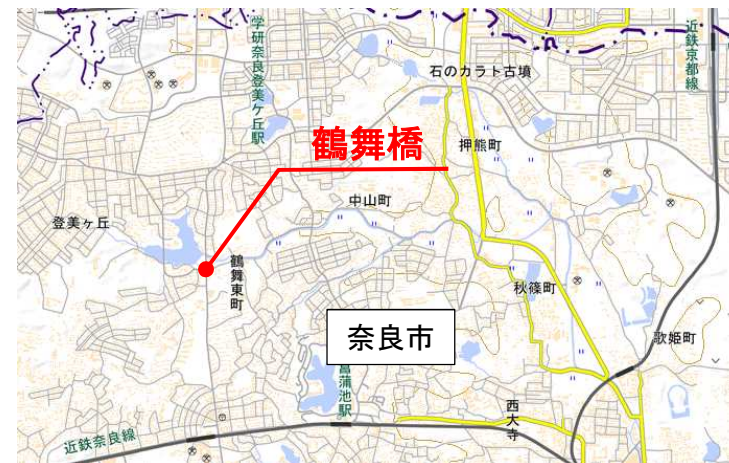 学研奈良登美ケ丘駅
近鉄京都線
石のカラト古墳
鶴舞橋
押熊町
中山町
登美ヶ丘
鶴舞東町
秋篠町
奈良市
歌姫町
菖蒲池駅
西大寺
近鉄奈良線